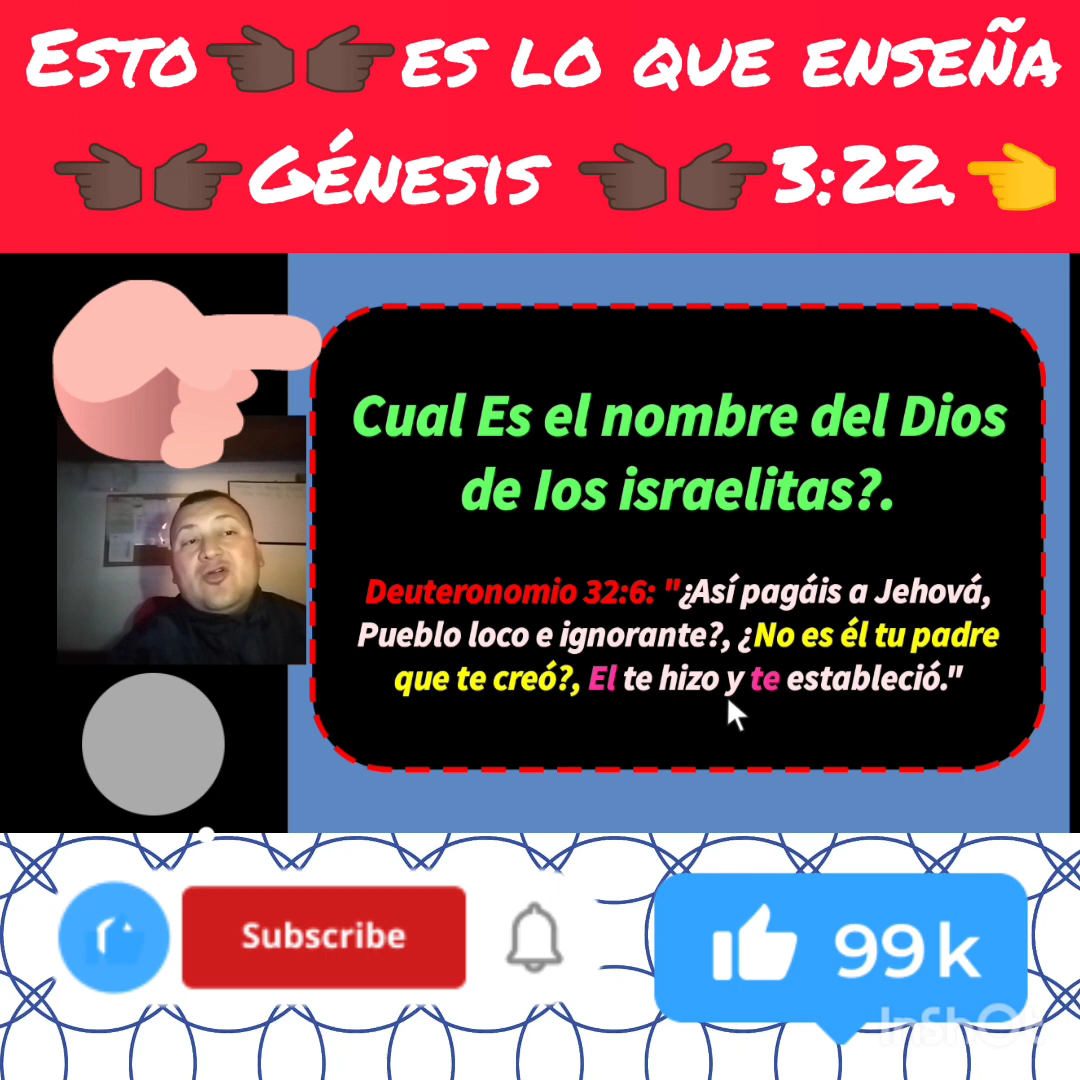 Esto 👈🏿👉🏿 es lo que enseña
👈🏿👉🏿 Génesis 👈🏿👉🏿 3:22. 👈
Cual Es el nombre del Dios
de Ios israelitas?.
Deuteronomio 32:6: "¿Así pagáis a Jehová,
Pueblo loco e ignorante?, ¿No es él tu padre
que te creó?, El te hizo y te estableció."
Subscribe
99k
InShOt